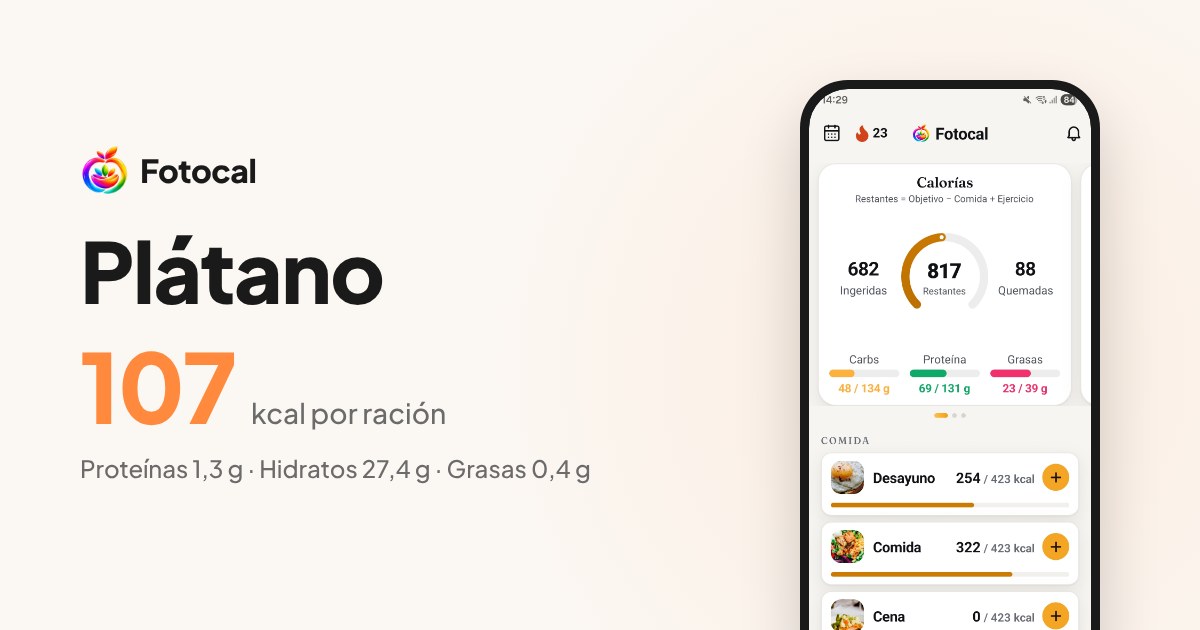 Fotocal
Plátano
107 kcal por ración
Proteínas 1,3 g · Hidratos 27,4 g · Grasas 0,4 g
14:29
84
23
Fotocal
Calorías
Restantes = Objetivo − Comida + Ejercicio
682
Ingeridas
817
Restantes
88
Quemadas
Carbs
Proteína
Grasas
48 / 134 g
69 / 131 g
23 / 39 g
COMIDA
Desayuno 254 / 423 kcal +
Comida 322 / 423 kcal +
Cena 0 / 423 kcal +